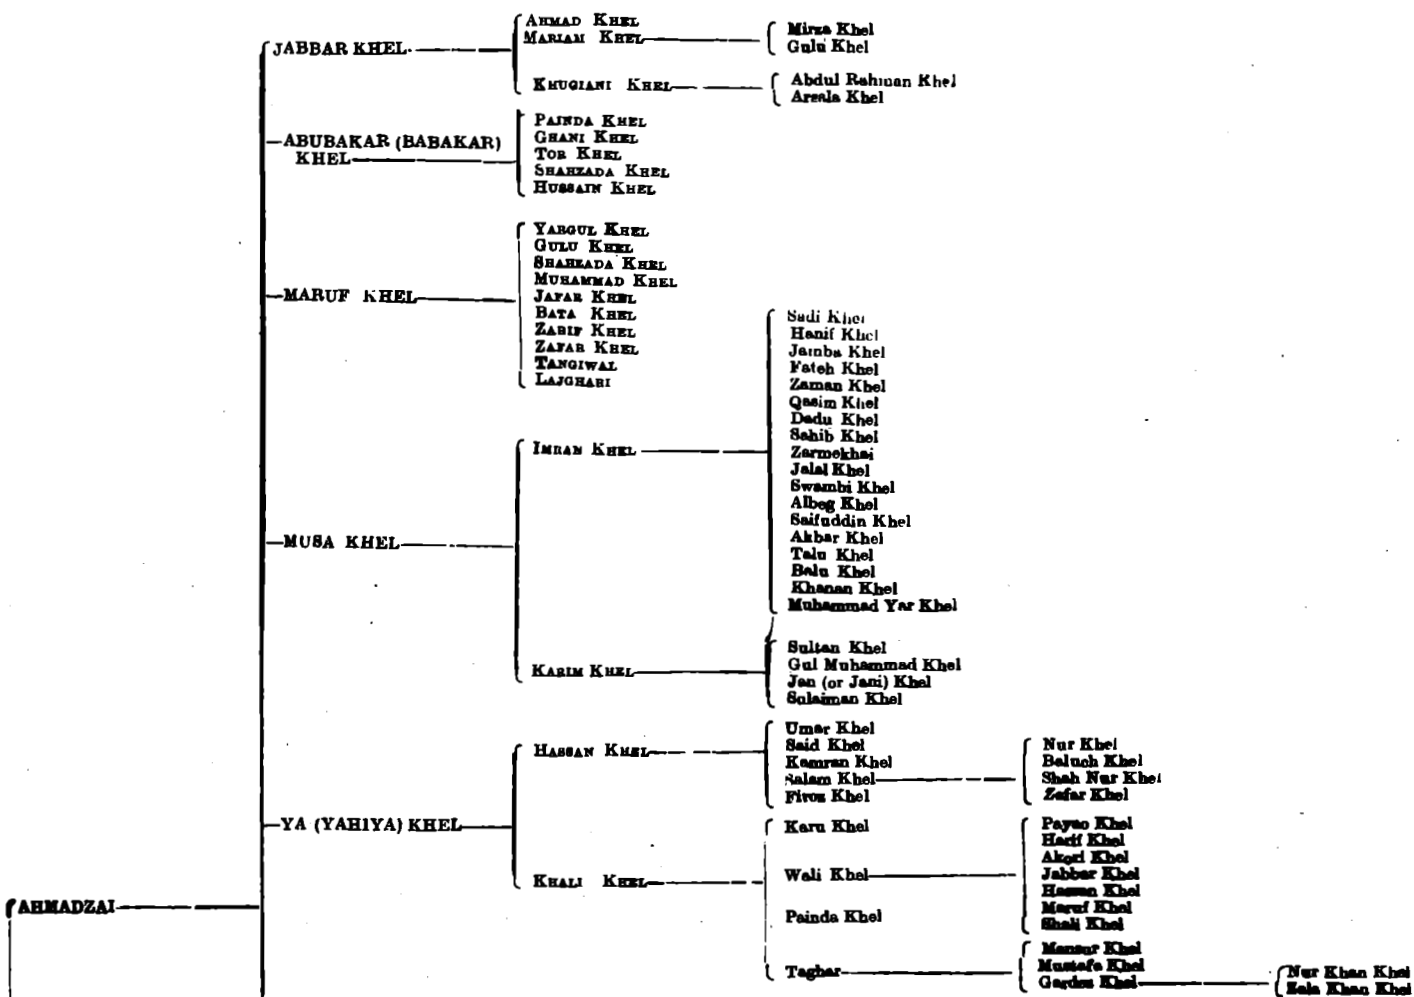 AHMADZAI
JABBAR KHEL
AHMAD KHEL
MARIAM KHEL
Mirza Khel
Gulu Khel
KHUGIANI KHEL
Abdul Rahman Khel
Arsala Khel
ABUBAKAR (BABAKAR)
KHEL
PAINDA KHEL
GHANI KHEL
TOR KHEL
SHAHZADA KHEL
HUSSAIN KHEL
MARUF KHEL
YARGUL KHEL
GULU KHEL
SHAHZADA KHEL
MUHAMMAD KHEL
JAFAR KHEL
BATA KHEL
ZARIF KHEL
ZAFAR KHEL
TANGIWAL
LAJGHARI
MUSA KHEL
IMRAN KHEL
Sadi Khel
Hanif Khel
Jamba Khel
Fateh Khel
Zaman Khel
Qasim Khel
Dadu Khel
Sahib Khel
Zarmekhai
Jalal Khel
Swambi Khel
Albeg Khel
Saifuddin Khel
Akbar Khel
Talu Khel
Balu Khel
Khanan Khel
Muhammad Yar Khel
KARIM KHEL
Sultan Khel
Gul Muhammad Khel
Jan (or Jani) Khel
Sulaiman Khel
YA (YAHIYA) KHEL
HASSAN KHEL
Umar Khel
Said Khel
Kamran Khel
Salam Khel
Firoz Khel
Nur Khel
Baluch Khel
Shah Nur Khel
Zafar Khel
KHALI KHEL
Karu Khel
Wali Khel
Payao Khel
Harif Khel
Akori Khel
Jabbar Khel
Hassan Khel
Maruf Khel
Shali Khel
Painda Khel
Taghar
Mansur Khel
Mustafa Khel
Gardes Khel
Nur Khan Khel
Zala Khan Khel